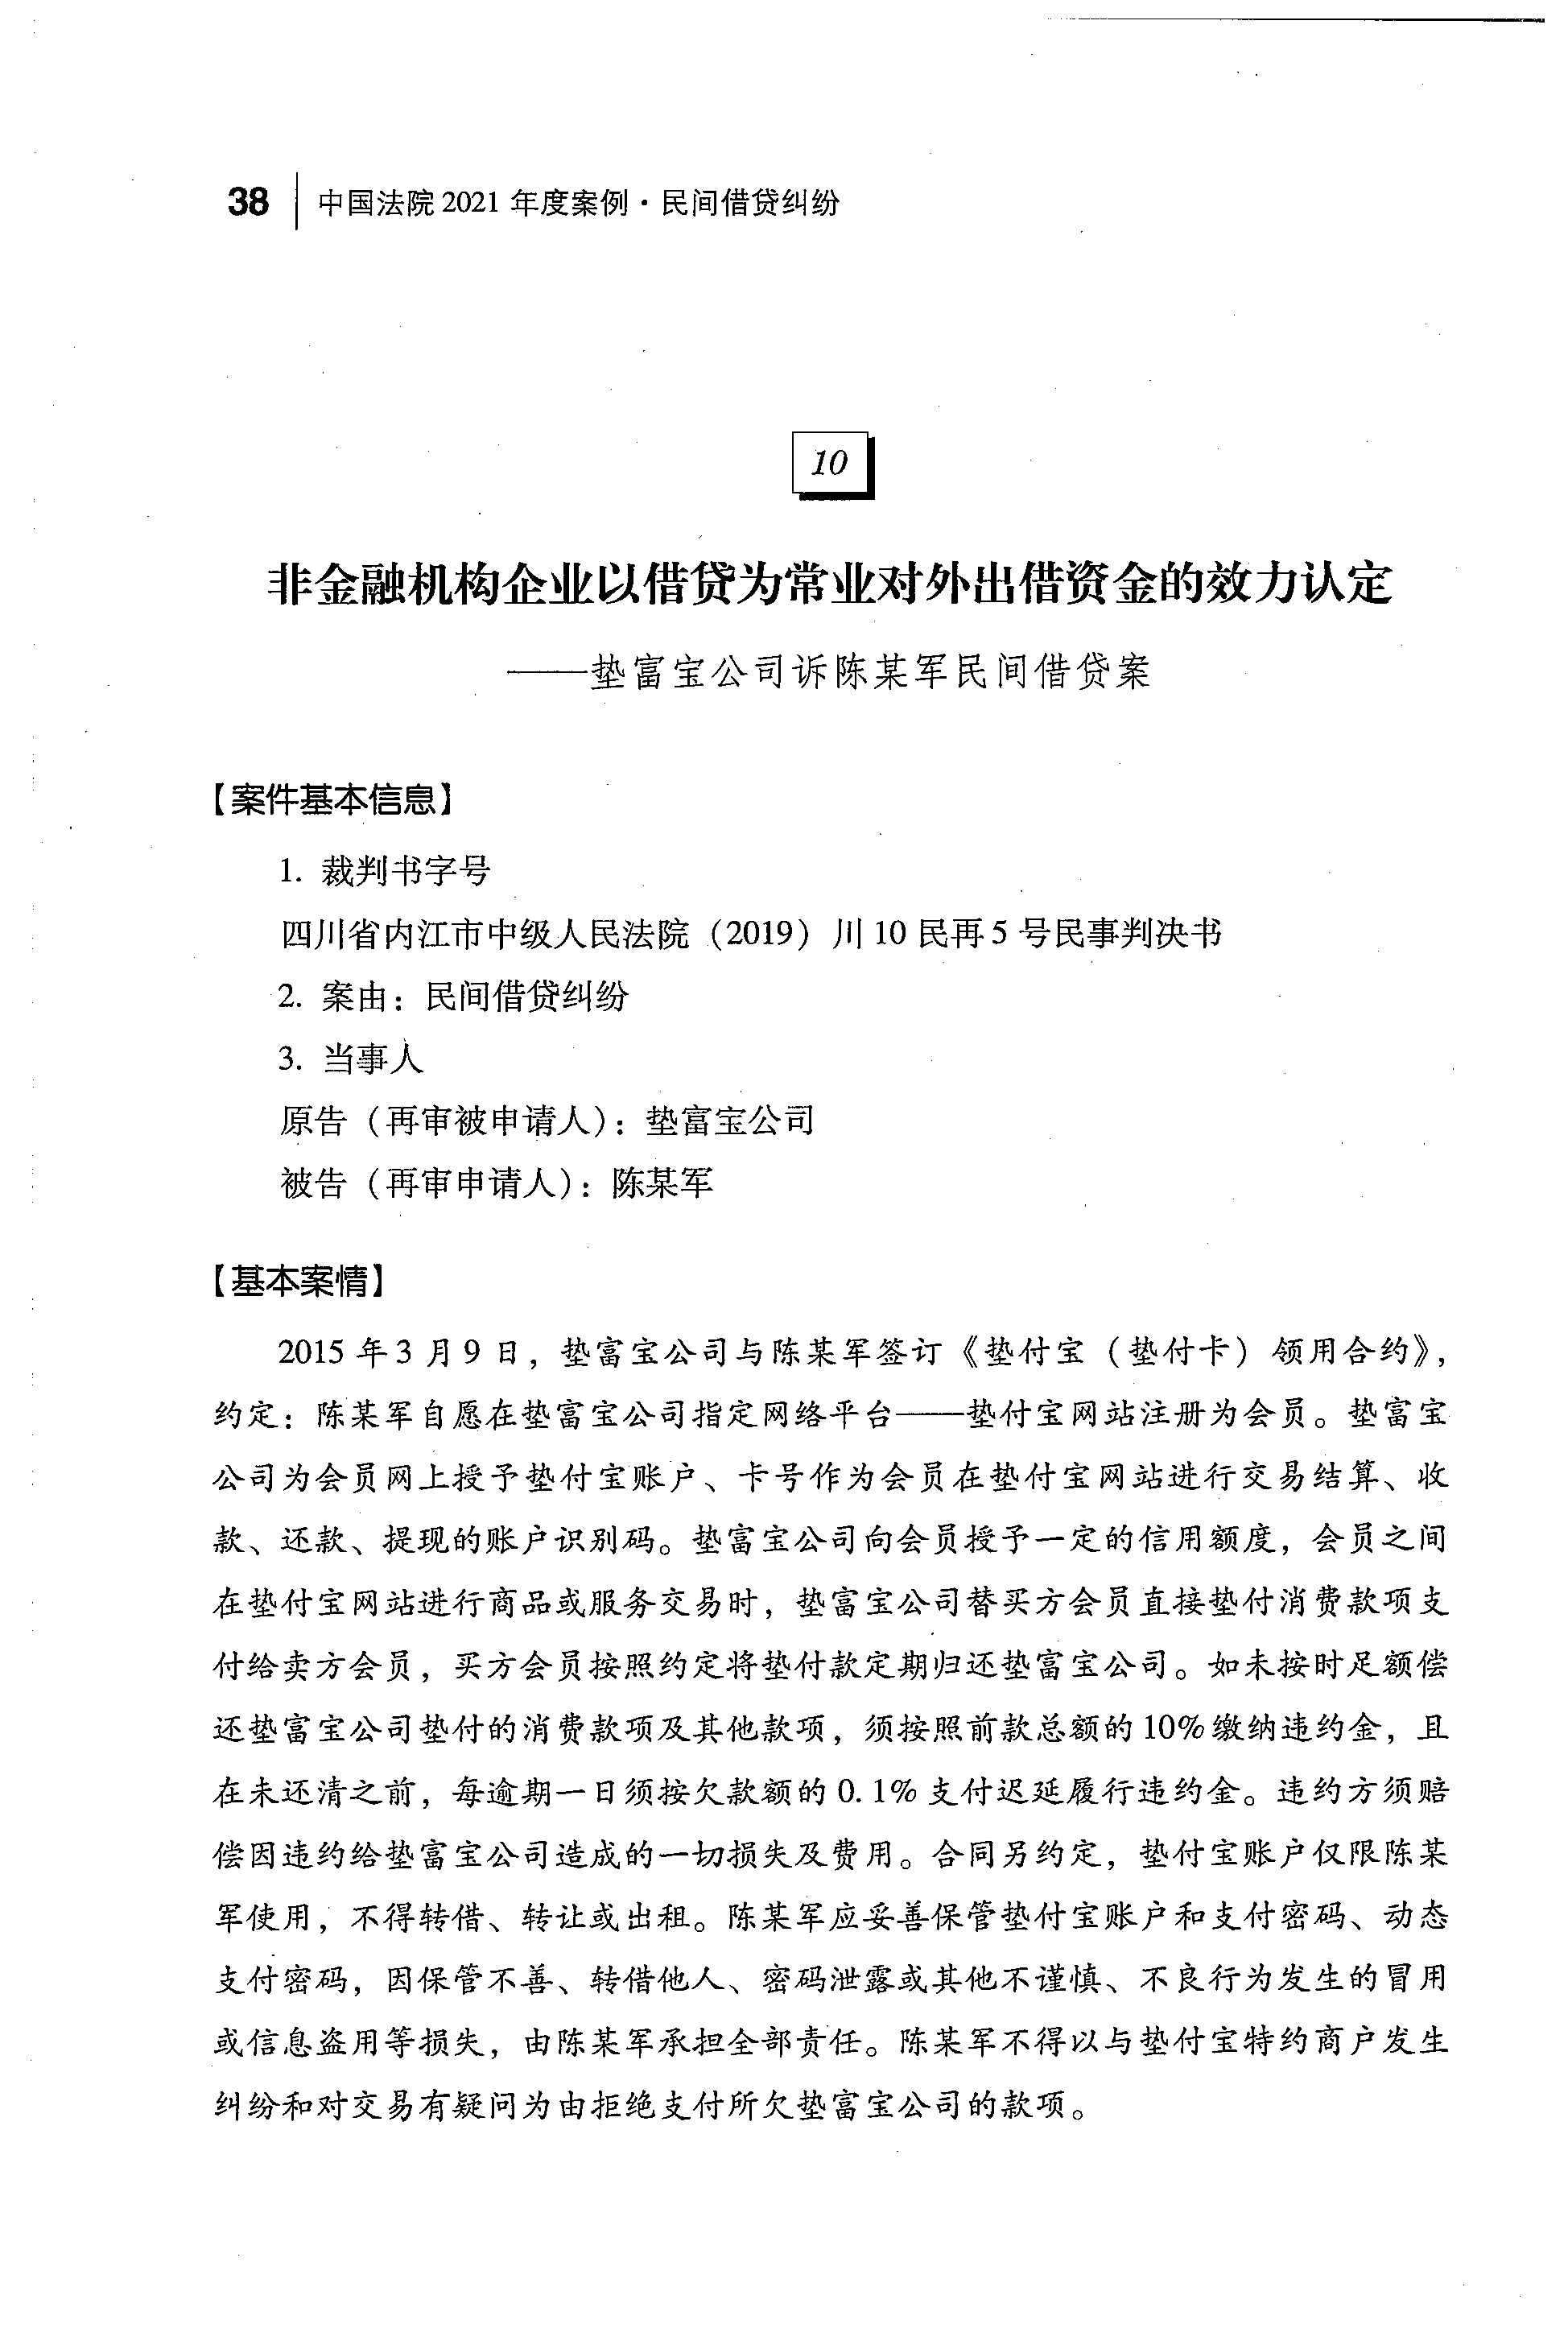 38 中国法院2021年度案例·民间借贷纠纷
10
非金融机构企业以借贷为常业对外出借资金的效力认定
——垫富宝公司诉陈某军民间借贷案
【案件基本信息】
1. 裁判书字号
四川省内江市中级人民法院（2019）川10民再5号民事判决书
2. 案由：民间借贷纠纷
3. 当事人
原告（再审被申请人）：垫富宝公司
被告（再审申请人）：陈某军
【基本案情】
2015年3月9日，垫富宝公司与陈某军签订《垫付宝（垫付卡）领用合约》，
约定：陈某军自愿在垫富宝公司指定网络平台——垫付宝网站注册为会员。垫富宝
公司为会员网上授予垫付宝账户、卡号作为会员在垫付宝网站进行交易结算、收
款、还款、提现的账户识别码。垫富宝公司向会员授予一定的信用额度，会员之间
在垫付宝网站进行商品或服务交易时，垫富宝公司替买方会员直接垫付消费款项支
付给卖方会员，买方会员按照约定将垫付款定期归还垫富宝公司。如未按时足额偿
还垫富宝公司垫付的消费款项及其他款项，须按照前款总额的10%缴纳违约金，且
在未还清之前，每逾期一日须按欠款额的0.1%支付迟延履行违约金。违约方须赔
偿因违约给垫富宝公司造成的一切损失及费用。合同另约定，垫付宝账户仅限陈某
军使用，不得转借、转让或出租。陈某军应妥善保管垫付宝账户和支付密码、动态
支付密码，因保管不善、转借他人、密码泄露或其他不谨慎、不良行为发生的冒用
或信息盗用等损失，由陈某军承担全部责任。陈某军不得以与垫付宝特约商户发生
纠纷和对交易有疑问为由拒绝支付所欠垫富宝公司的款项。